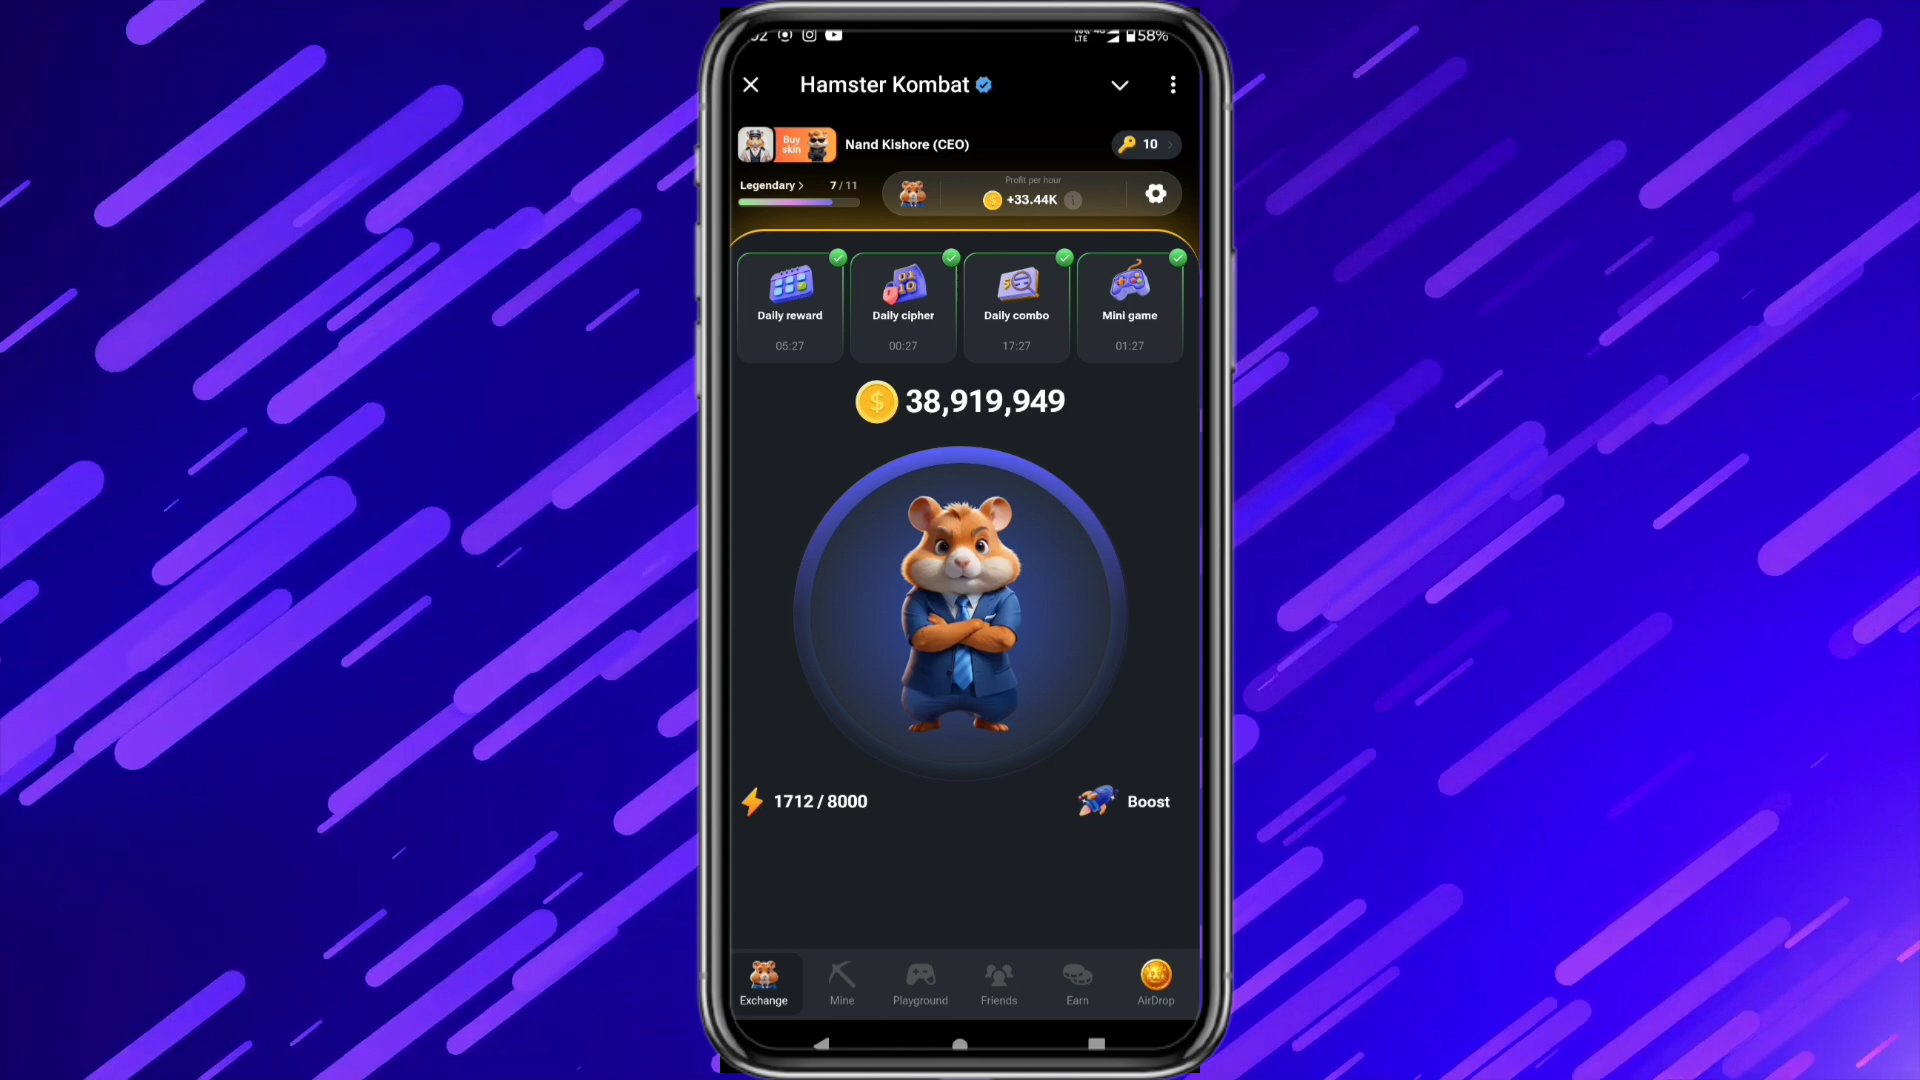 58%
LTE
Hamster Kombat
Buy
skin
Nand Kishore (CEO)
10
Legendary >
7 / 11
Profit per hour
+33.44K
Daily reward
05:27
Daily cipher
00:27
Daily combo
17:27
Mini game
01:27
38,919,949
1712 / 8000
Boost
Exchange
Mine
Playground
Friends
Earn
AirDrop